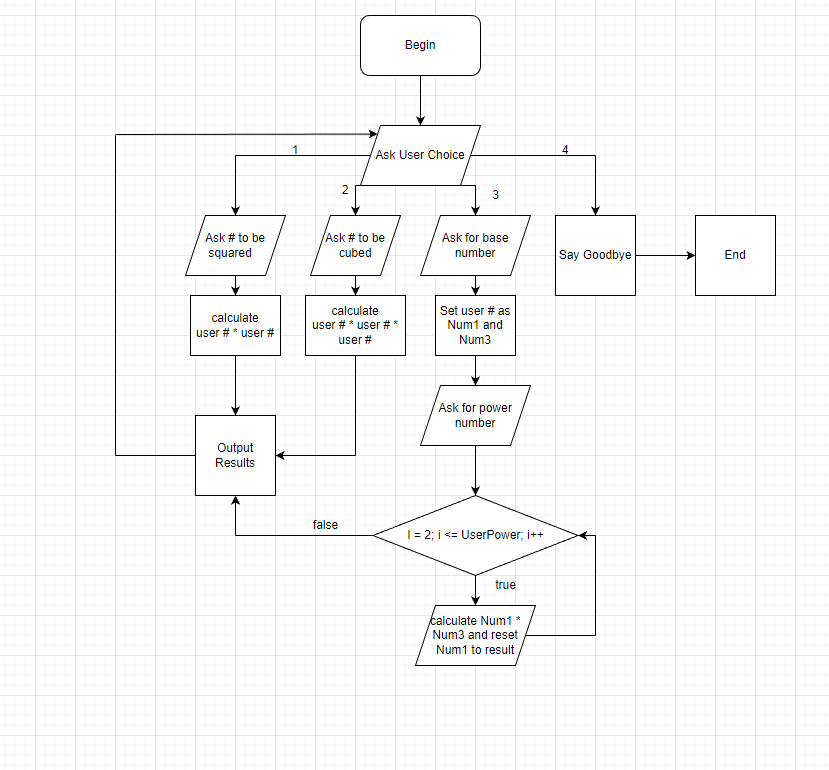 Begin
Ask User Choice
1
4
2
3
Ask # to be
squared
Ask # to be
cubed
Ask for base
number
Say Goodbye
End
calculate
user # * user #
calculate
user # * user # *
user #
Set user # as
Num1 and
Num3
Ask for power
number
Output
Results
false
I = 2; i <= UserPower; i++
true
calculate Num1 *
Num3 and reset
Num1 to result